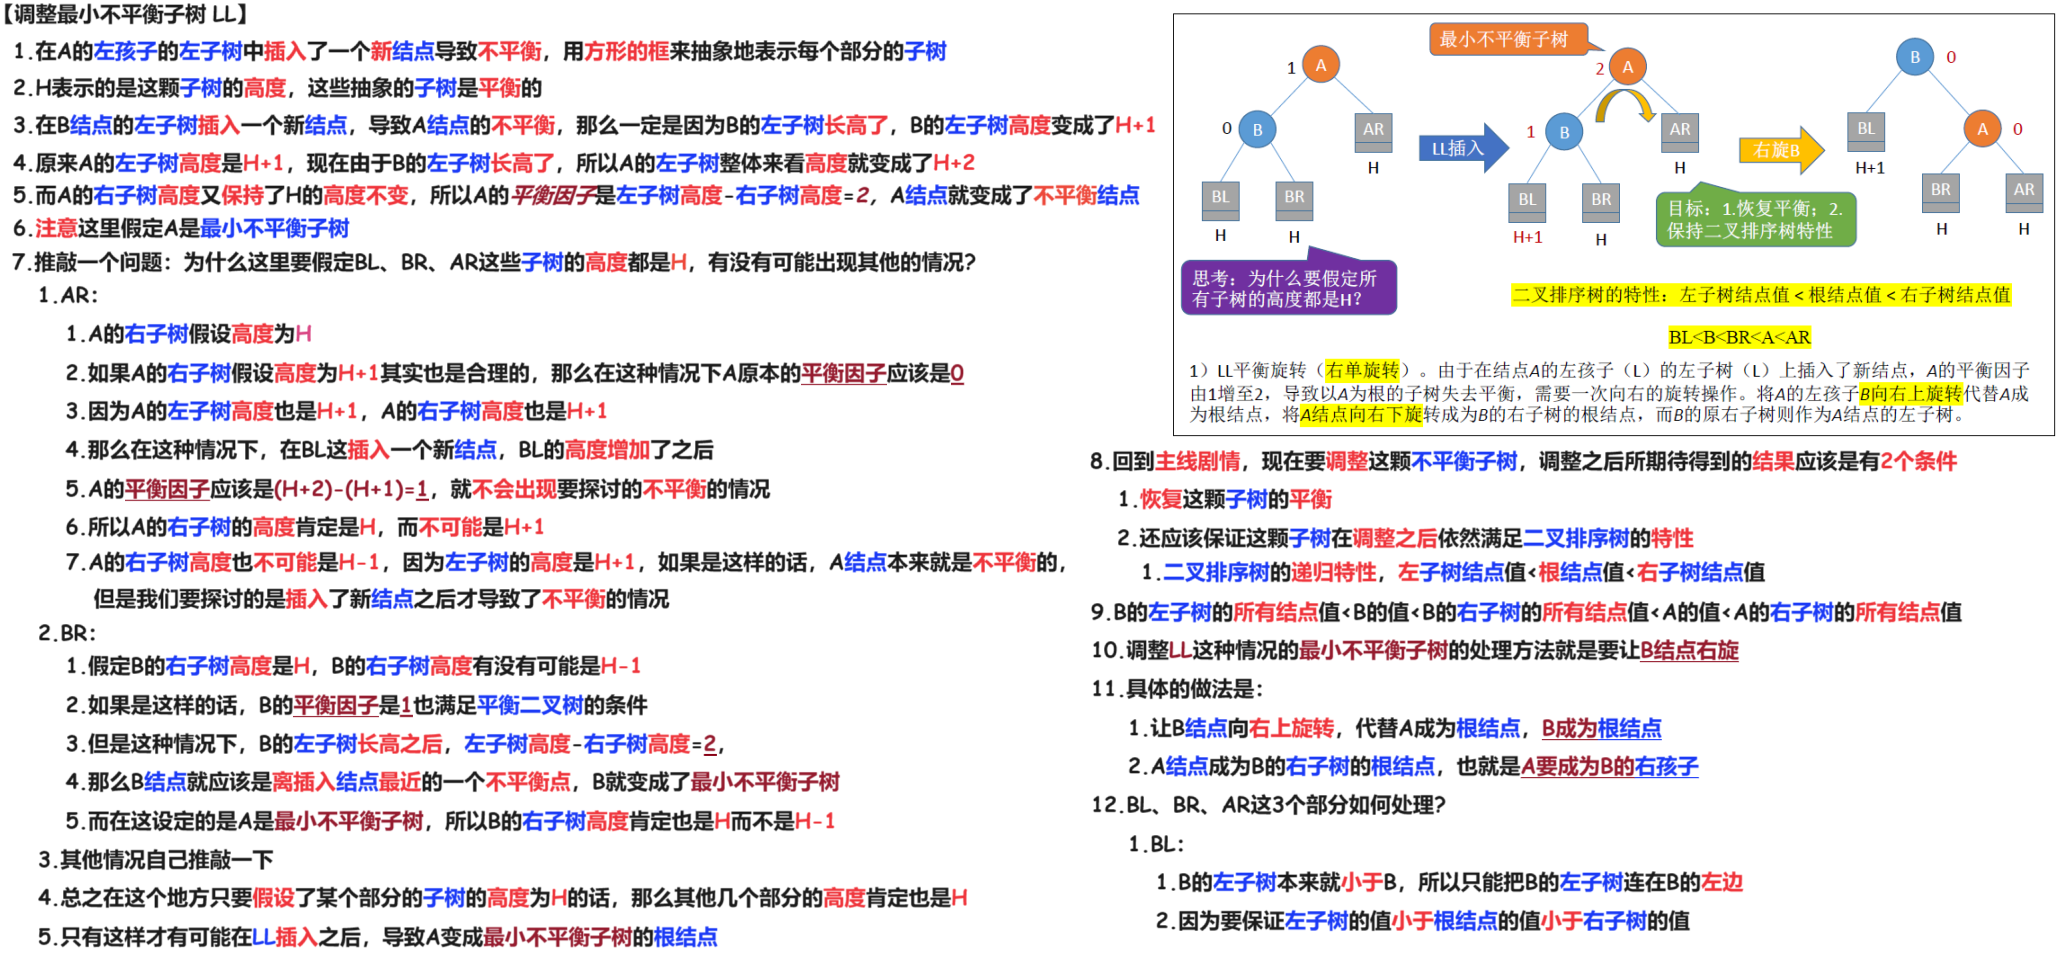 【调整最小不平衡子树 LL】
1.在A的左孩子的左子树中插入了一个新结点导致不平衡，用方形的框来抽象地表示每个部分的子树
2.H表示的是这颗子树的高度，这些抽象的子树是平衡的
3.在B结点的左子树插入一个新结点，导致A结点的不平衡，那么一定是因为B的左子树长高了，B的左子树高度变成了H+1
4.原来A的左子树高度是H+1，现在由于B的左子树长高了，所以A的左子树整体来看高度就变成了H+2
5.而A的右子树高度又保持了H的高度不变，所以A的平衡因子是左子树高度-右子树高度=2，A结点就变成了不平衡结点
6.注意这里假定A是最小不平衡子树
7.推敲一个问题：为什么这里要假定BL、BR、AR这些子树的高度都是H，有没有可能出现其他的情况?
1.AR：
1.A的右子树假设高度为H
2.如果A的右子树假设高度为H+1其实也是合理的，那么在这种情况下A原本的平衡因子应该是0
3.因为A的左子树高度也是H+1，A的右子树高度也是H+1
4.那么在这种情况下，在BL这插入一个新结点，BL的高度增加了之后
5.A的平衡因子应该是(H+2)-(H+1)=1，就不会出现要探讨的不平衡的情况
6.所以A的右子树的高度肯定是H，而不可能是H+1
7.A的右子树高度也不可能是H-1，因为左子树的高度是H+1，如果是这样的话，A结点本来就是不平衡的，
但是我们要探讨的是插入了新结点之后才导致了不平衡的情况
2.BR：
1.假定B的右子树高度是H，B的右子树高度有没有可能是H-1
2.如果是这样的话，B的平衡因子是1也满足平衡二叉树的条件
3.但是这种情况下，B的左子树长高之后，左子树高度-右子树高度=2，
4.那么B结点就应该是离插入结点最近的一个不平衡点，B就变成了最小不平衡子树
5.而在这设定的是A是最小不平衡子树，所以B的右子树高度肯定也是H而不是H-1
3.其他情况自己推敲一下
4.总之在这个地方只要假设了某个部分的子树的高度为H的话，那么其他几个部分的高度肯定也是H
5.只有这样才有可能在LL插入之后，导致A变成最小不平衡子树的根结点
最小不平衡子树
1 A
0 B
AR
H
BL
BR
H
H
LL插入
2 A
1 B
AR
H
BL
BR
H+1
H
右旋B
B 0
BL
H+1
A 0
BR
AR
H
H
目标：1.恢复平衡；2.
保持二叉排序树特性
思考：为什么要假定所
有子树的高度都是H？
二叉排序树的特性：左子树结点值 < 根结点值 < 右子树结点值
BL<B<BR<A<AR
1）LL平衡旋转（右单旋转）。由于在结点A的左孩子（L）的左子树（L）上插入了新结点，A的平衡因子
由1增至2，导致以A为根的子树失去平衡，需要一次向右的旋转操作。将A的左孩子B向右上旋转代替A成
为根结点，将A结点向右下旋转成为B的右子树的根结点，而B的原右子树则作为A结点的左子树。
8.回到主线剧情，现在要调整这颗不平衡子树，调整之后所期待得到的结果应该是有2个条件
1.恢复这颗子树的平衡
2.还应该保证这颗子树在调整之后依然满足二叉排序树的特性
1.二叉排序树的递归特性，左子树结点值<根结点值<右子树结点值
9.B的左子树的所有结点值<B的值<B的右子树的所有结点值<A的值<A的右子树的所有结点值
10.调整LL这种情况的最小不平衡子树的处理方法就是要让B结点右旋
11.具体的做法是：
1.让B结点向右上旋转，代替A成为根结点，B成为根结点
2.A结点成为B的右子树的根结点，也就是A要成为B的右孩子
12.BL、BR、AR这3个部分如何处理?
1.BL：
1.B的左子树本来就小于B，所以只能把B的左子树连在B的左边
2.因为要保证左子树的值小于根结点的值小于右子树的值